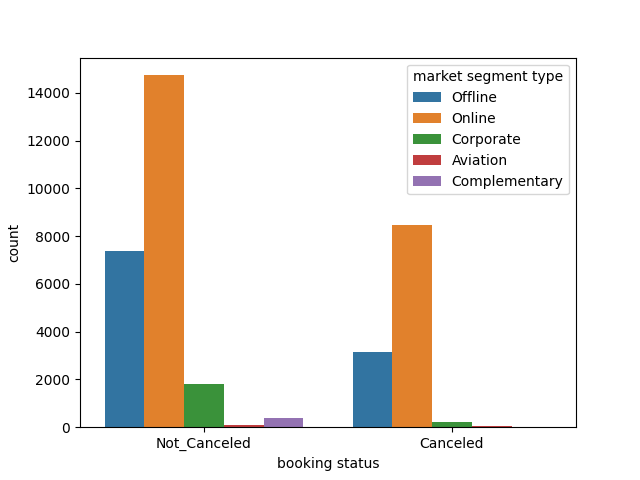 market segment type
Offline
Online
Corporate
Aviation
Complementary
14000
12000
10000
8000
6000
4000
2000
0
count
Not_Canceled
Canceled
booking status